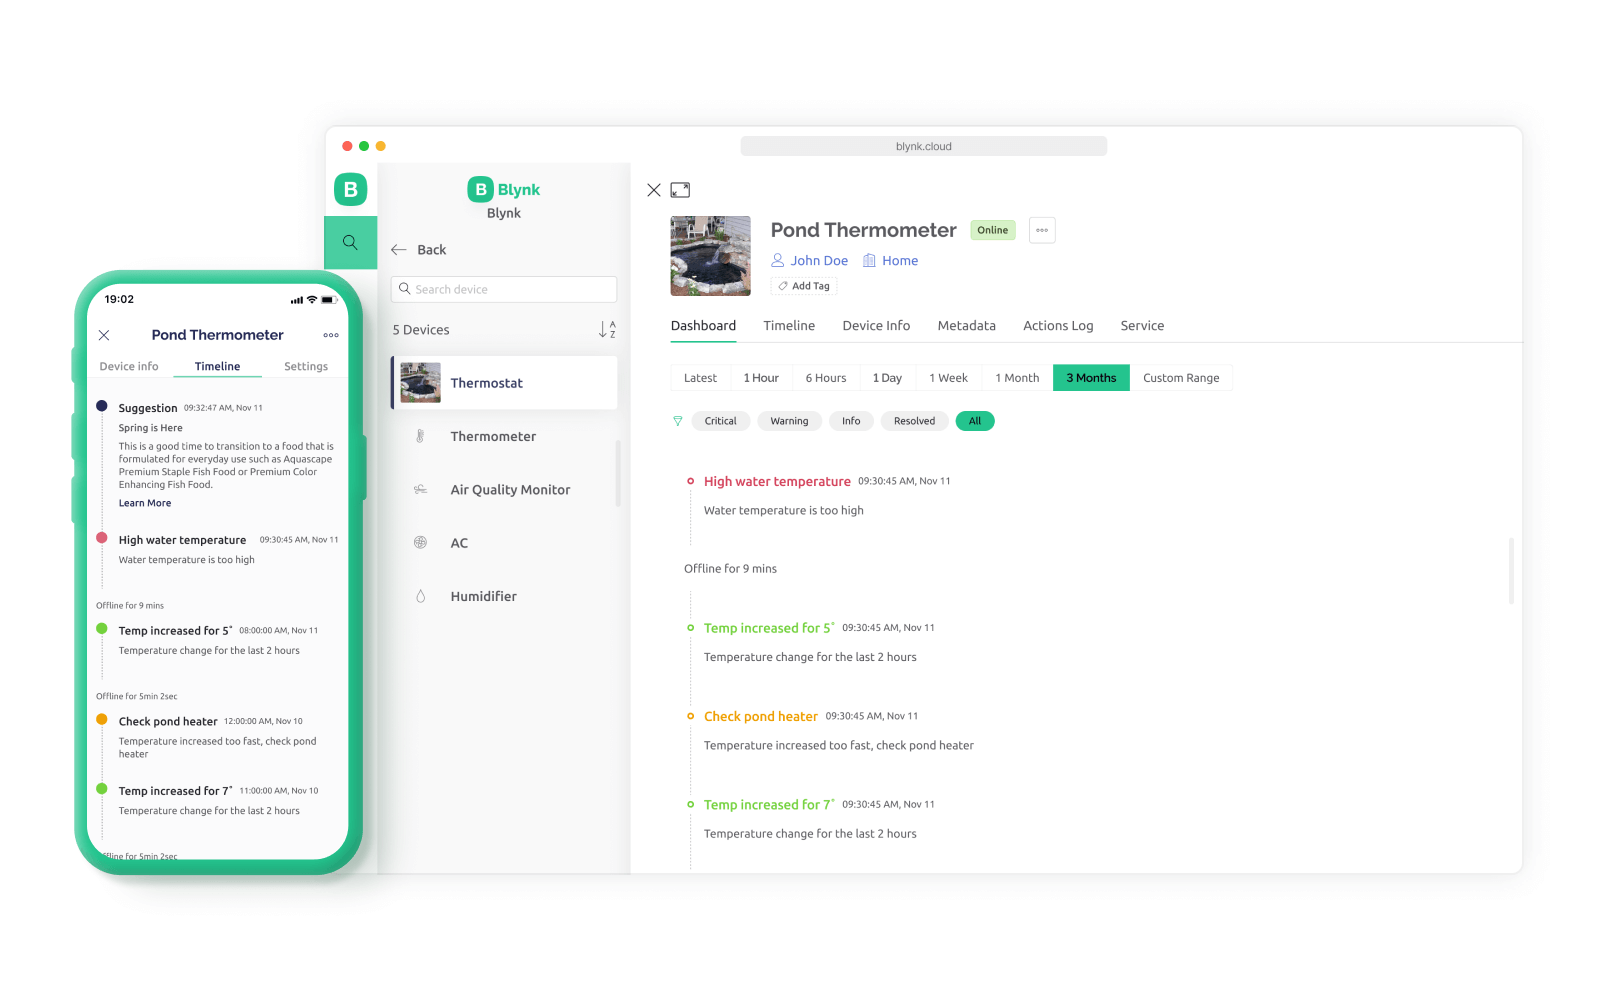 19:02
Pond Thermometer
Device info Timeline Settings
Suggestion 09:32:47 AM, Nov 11
Spring is Here
This is a good time to transition to a food that is
formulated for everyday use such as Aquascape
Premium Staple Fish Food or Premium Color
Enhancing Fish Food.
Learn More
High water temperature 09:30:45 AM, Nov 11
Water temperature is too high
Offline for 9 mins
Temp increased for 5° 08:00:00 AM, Nov 11
Temperature change for the last 2 hours
Offline for 5min 2sec
Check pond heater 12:00:00 AM, Nov 10
Temperature increased too fast, check pond
heater
Temp increased for 7° 11:00:00 AM, Nov 10
Temperature change for the last 2 hours
Offline for 5min 2sec
blynk.cloud
B
B Blynk
Blynk
Back
Search device
5 Devices A Z
Thermostat
Thermometer
Air Quality Monitor
AC
Humidifier
Pond Thermometer Online
John Doe Home
Add Tag
Dashboard Timeline Device Info Metadata Actions Log Service
Latest 1 Hour 6 Hours 1 Day 1 Week 1 Month 3 Months Custom Range
Critical Warning Info Resolved All
High water temperature 09:30:45 AM, Nov 11
Water temperature is too high
Offline for 9 mins
Temp increased for 5° 09:30:45 AM, Nov 11
Temperature change for the last 2 hours
Check pond heater 09:30:45 AM, Nov 11
Temperature increased too fast, check pond heater
Temp increased for 7° 09:30:45 AM, Nov 11
Temperature change for the last 2 hours